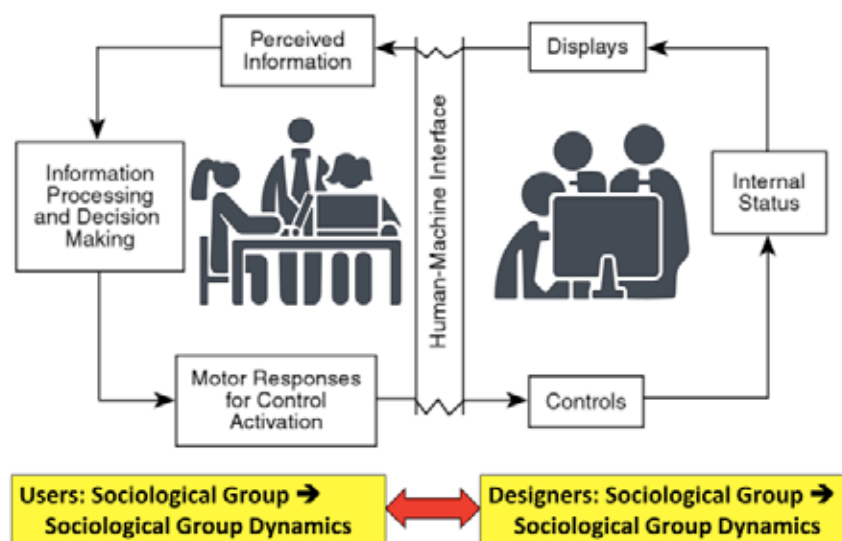 Perceived
Information
Displays
Information
Processing
and Decision
Making
Human-Machine Interface
Internal
Status
Motor Responses
for Control
Activation
Controls
Users: Sociological Group ➔
Sociological Group Dynamics
Designers: Sociological Group ➔
Sociological Group Dynamics